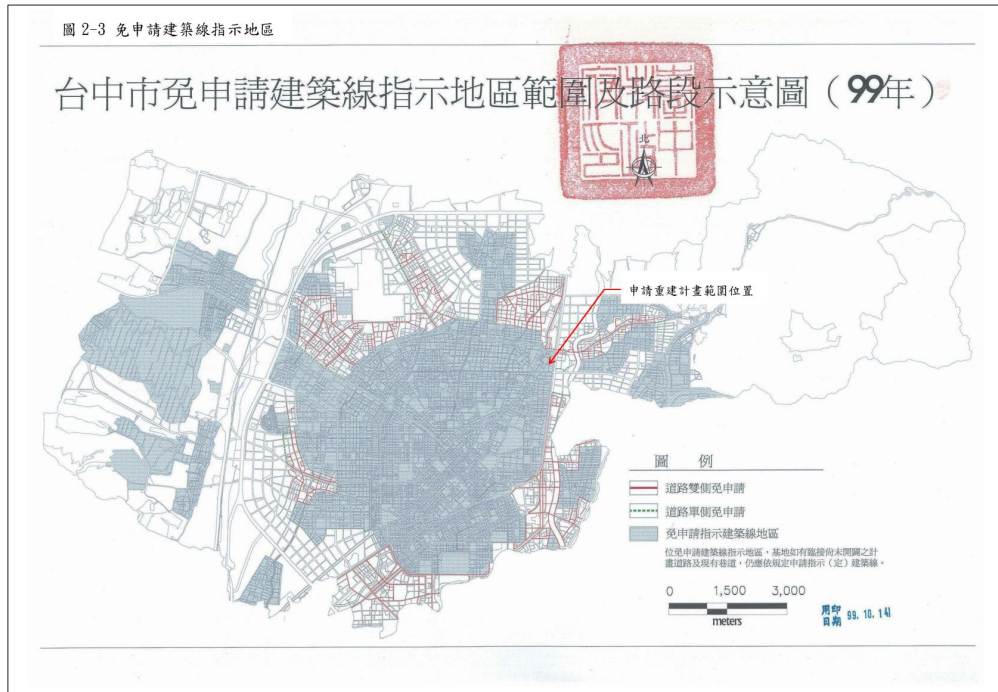 圖 2-3 免申請建築線指示地區
台中市免申請建築線指示地區範圍及路段示意圖（99年）
北
申請重建計畫範圍位置
圖 例
道路雙側免申請
道路單側免申請
免申請指示建築線地區
位免申請建築線指示地區，基地如有臨接尚未開闢之計
畫道路及現有巷道，仍應依規定申請指示（定）建築線。
0 1,500 3,000
meters
用印
日期 99.10.14